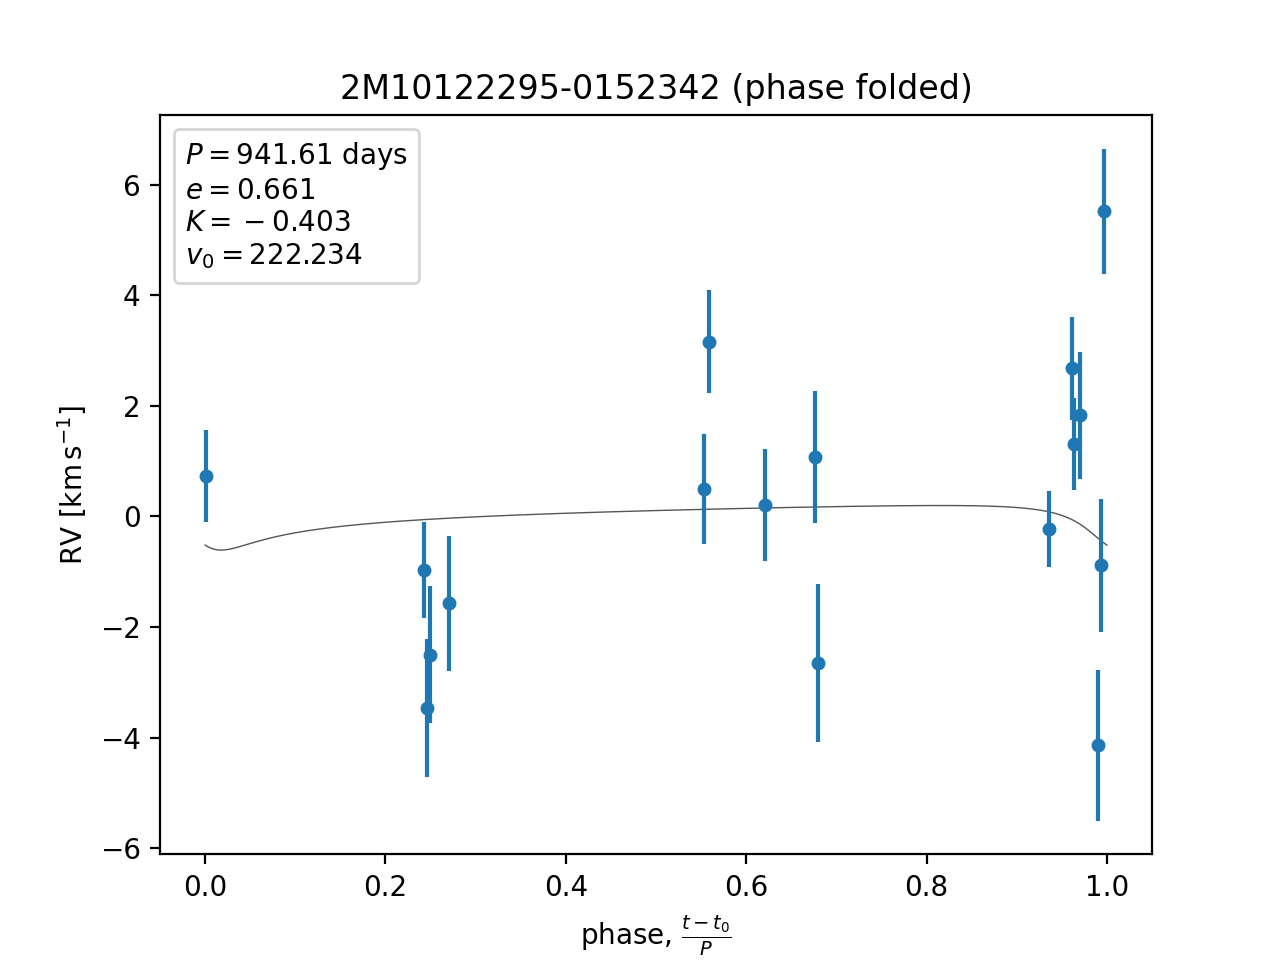 2M10122295-0152342 (phase folded)
P = 941.61 days
e = 0.661
K = −0.403
v₀ = 222.234
6
4
2
0
−2
−4
−6
RV [km s⁻¹]
0.0 0.2 0.4 0.6 0.8 1.0
phase, (t − t₀)/P